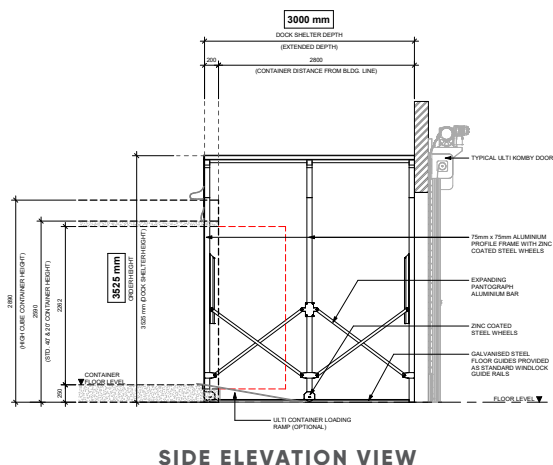 3000 mm
DOCK SHELTER DEPTH
(EXTENDED DEPTH)
200
2800
(CONTAINER DISTANCE FROM BLDG. LINE)
TYPICAL ULTI KOMBY DOOR
2890
(HIGH CUBE CONTAINER HEIGHT)
2590
(STD. 40' & 20' CONTAINER HEIGHT)
2262
3525 mm
ORDER HEIGHT
3525 mm (DOCK SHELTER HEIGHT)
75mm x 75mm ALUMINIUM
PROFILE FRAME WITH ZINC
COATED STEEL WHEELS
EXPANDING
PANTOGRAPH
ALUMINIUM BAR
ZINC COATED
STEEL WHEELS
GALVANISED STEEL
FLOOR GUIDES PROVIDED
AS STANDARD WINDLOCK
GUIDE RAILS
CONTAINER
FLOOR LEVEL
250
FLOOR LEVEL
ULTI CONTAINER LOADING
RAMP (OPTIONAL)
SIDE ELEVATION VIEW